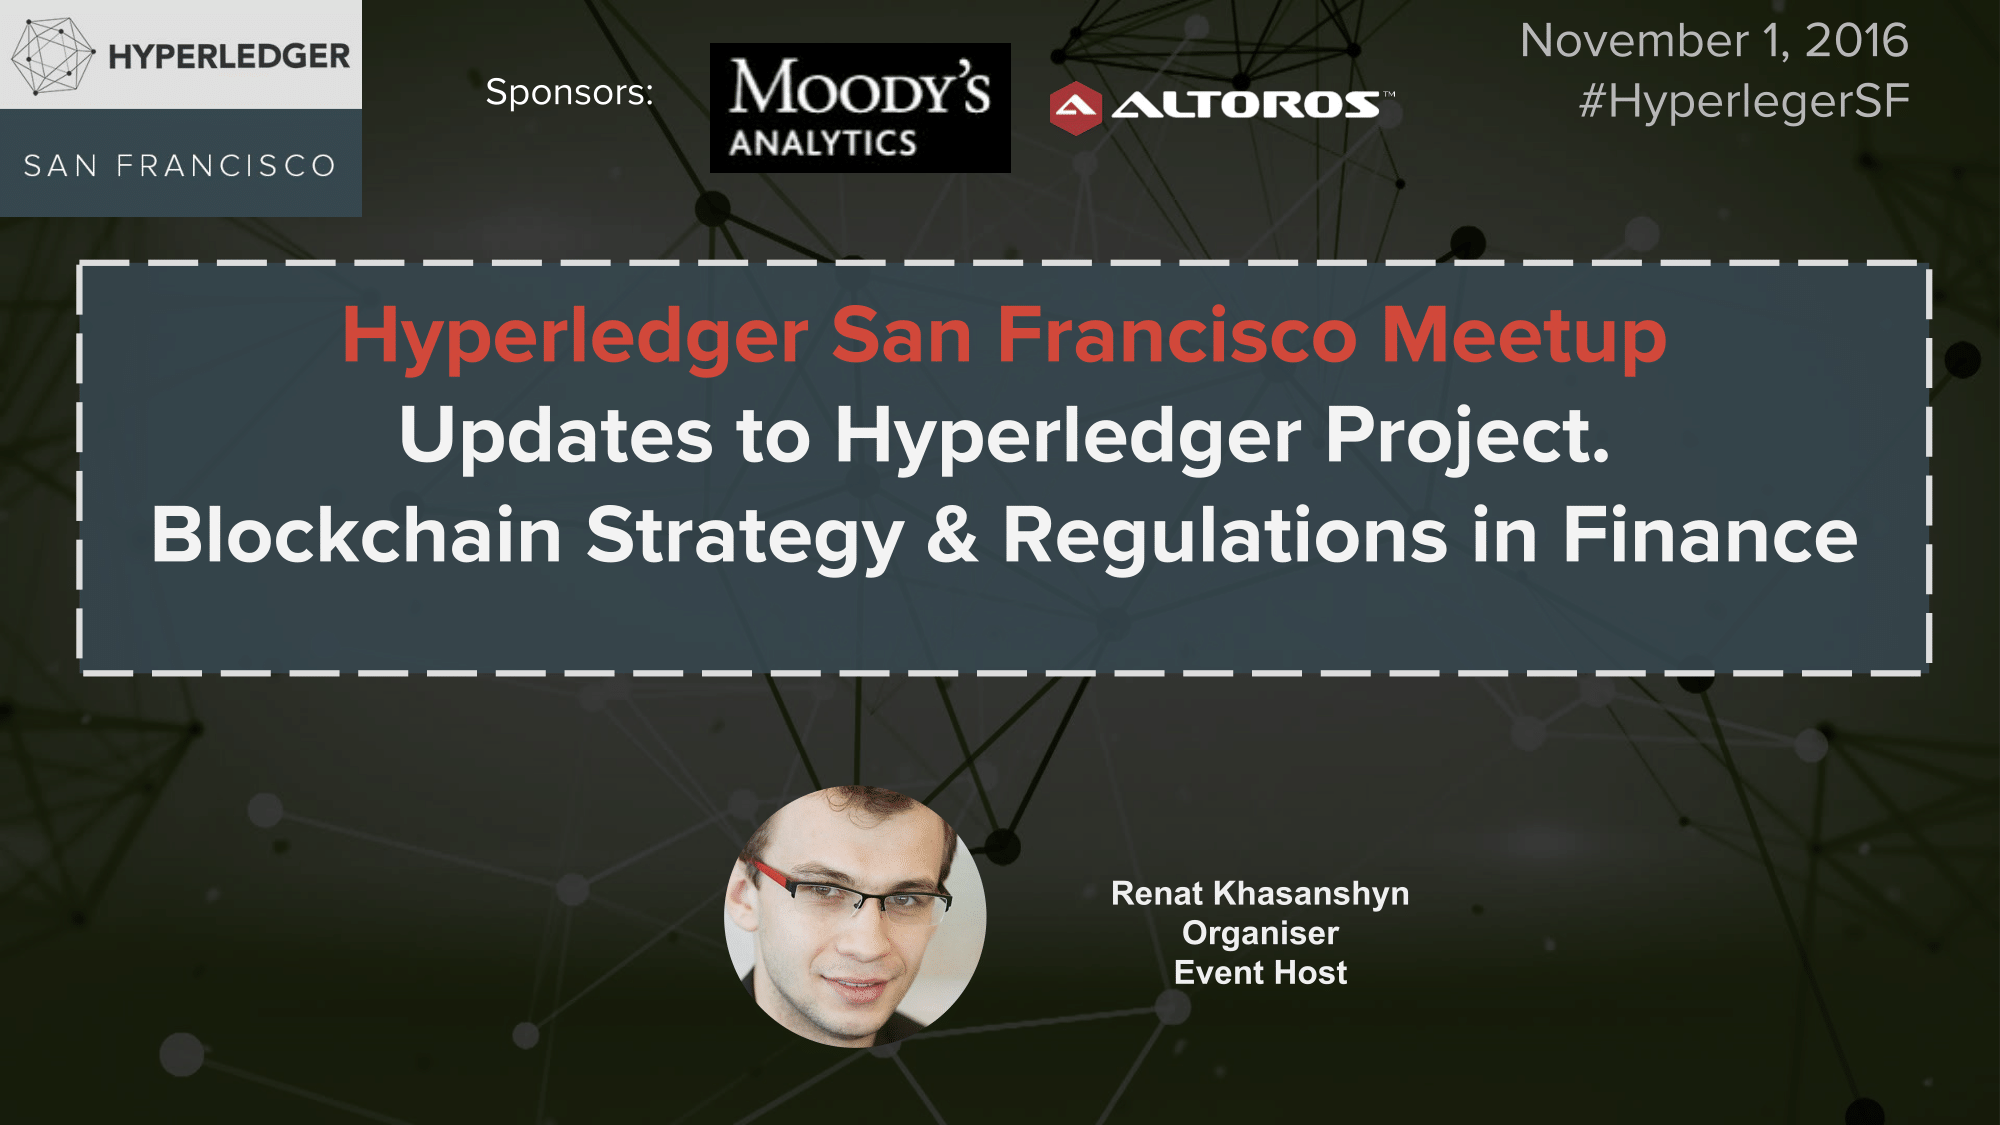 HYPERLEDGER
SAN FRANCISCO
Sponsors:
MOODY'S
ANALYTICS
ALTOROS™
November 1, 2016
#HyperlegerSF
Hyperledger San Francisco Meetup
Updates to Hyperledger Project.
Blockchain Strategy & Regulations in Finance
Renat Khasanshyn
Organiser
Event Host